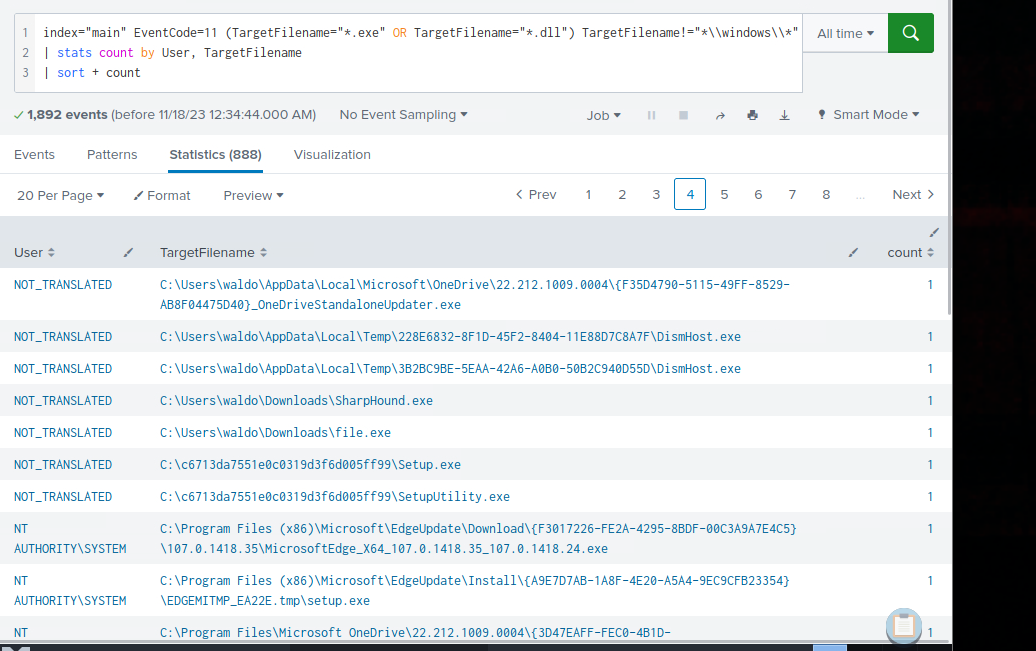 1 index="main" EventCode=11 (TargetFilename="*.exe" OR TargetFilename="*.dll") TargetFilename!="*\\windows\\*"
2 | stats count by User, TargetFilename
3 | sort + count
All time
1,892 events (before 11/18/23 12:34:44.000 AM) No Event Sampling Job Smart Mode
Events Patterns Statistics (888) Visualization
20 Per Page Format Preview Prev 1 2 3 4 5 6 7 8 ... Next
User TargetFilename count
NOT_TRANSLATED C:\Users\waldo\AppData\Local\Microsoft\OneDrive\22.212.1009.0004\{F35D4790-5115-49FF-8529- 1
AB8F04475D40}_OneDriveStandaloneUpdater.exe
NOT_TRANSLATED C:\Users\waldo\AppData\Local\Temp\228E6832-8F1D-45F2-8404-11E88D7C8A7F\DismHost.exe 1
NOT_TRANSLATED C:\Users\waldo\AppData\Local\Temp\3B2BC9BE-5EAA-42A6-A0B0-50B2C940D55D\DismHost.exe 1
NOT_TRANSLATED C:\Users\waldo\Downloads\SharpHound.exe 1
NOT_TRANSLATED C:\Users\waldo\Downloads\file.exe 1
NOT_TRANSLATED C:\c6713da7551e0c0319d3f6d005ff99\Setup.exe 1
NOT_TRANSLATED C:\c6713da7551e0c0319d3f6d005ff99\SetupUtility.exe 1
NT C:\Program Files (x86)\Microsoft\EdgeUpdate\Download\{F3017226-FE2A-4295-8BDF-00C3A9A7E4C5} 1
AUTHORITY\SYSTEM \107.0.1418.35\MicrosoftEdge_X64_107.0.1418.35_107.0.1418.24.exe
NT C:\Program Files (x86)\Microsoft\EdgeUpdate\Install\{A9E7D7AB-1A8F-4E20-A5A4-9EC9CFB23354} 1
AUTHORITY\SYSTEM \EDGEMITMP_EA22E.tmp\setup.exe
NT C:\Program Files\Microsoft OneDrive\22.212.1009.0004\{3D47EAFF-FEC0-4B1D- 1